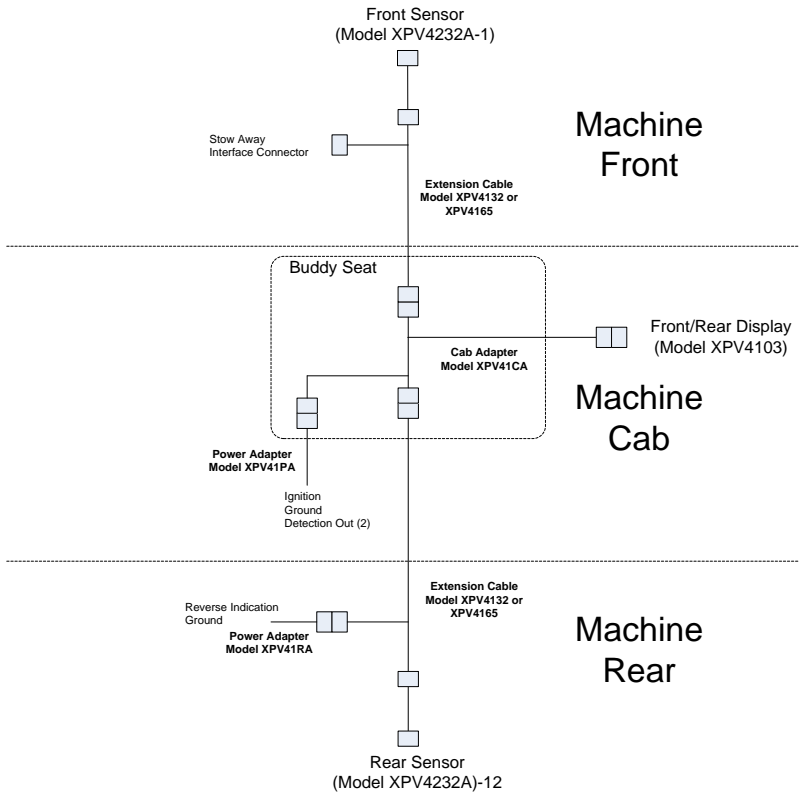 Front Sensor
(Model XPV4232A-1)
Stow Away
Interface Connector
Machine
Front
Extension Cable
Model XPV4132 or
XPV4165
Buddy Seat
Front/Rear Display
(Model XPV4103)
Cab Adapter
Model XPV41CA
Machine
Cab
Power Adapter
Model XPV41PA
Ignition
Ground
Detection Out (2)
Extension Cable
Model XPV4132 or
XPV4165
Reverse Indication
Ground
Power Adapter
Model XPV41RA
Machine
Rear
Rear Sensor
(Model XPV4232A)-12